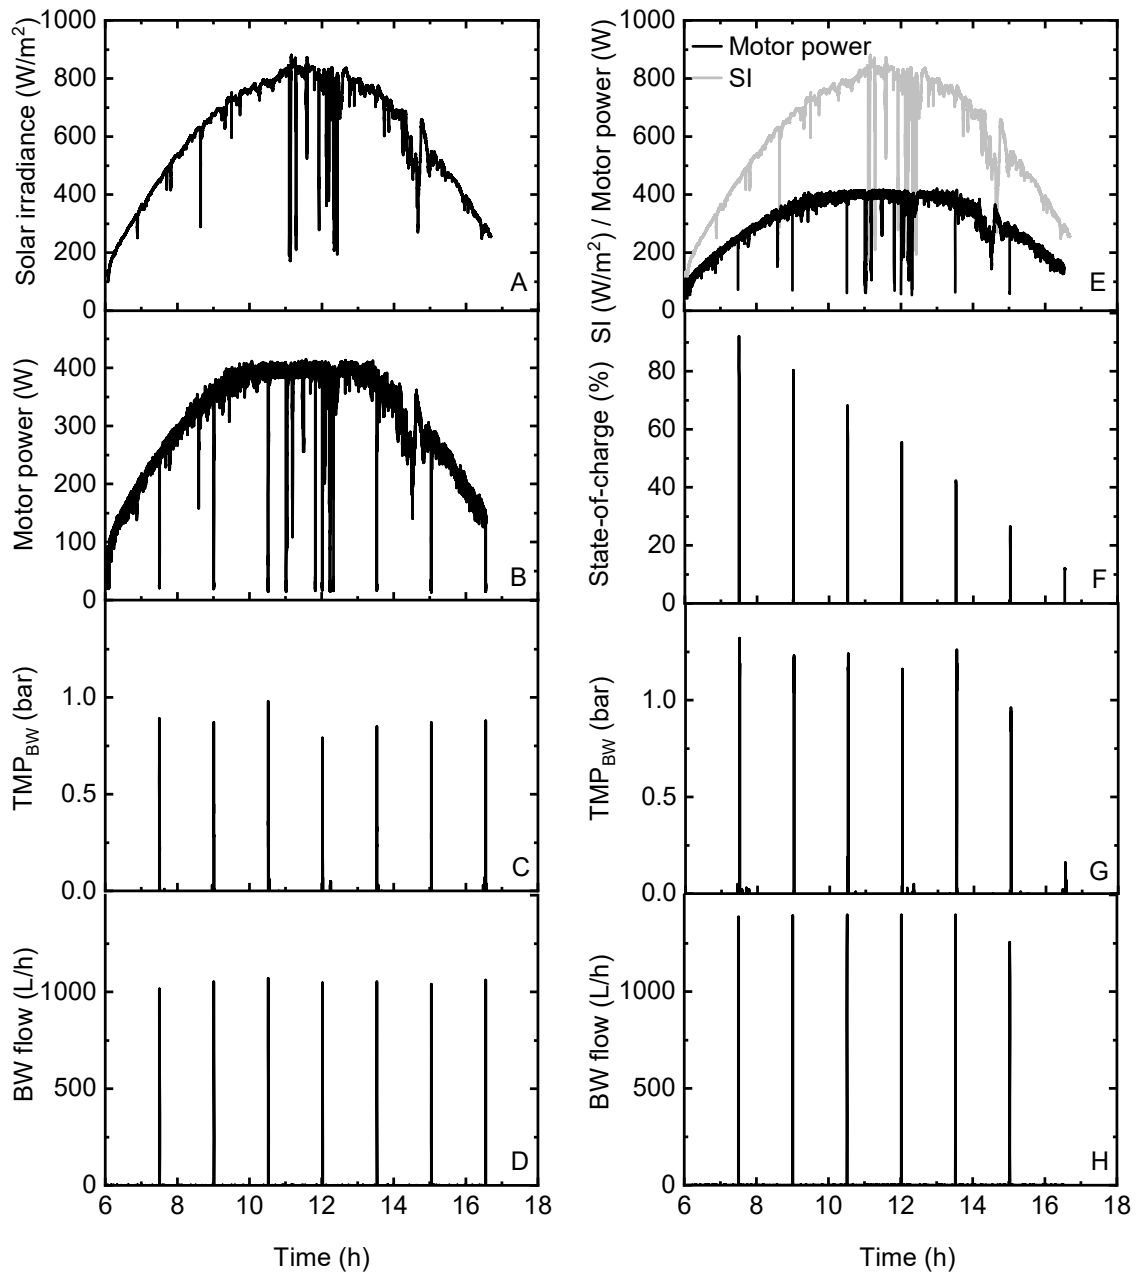 1000
800
600
400
200
0
Solar irradiance (W/m²)
A
400
300
200
100
0
Motor power (W)
B
1.0
0.5
0.0
TMP_BW (bar)
C
1000
500
0
BW flow (L/h)
D
6 8 10 12 14 16 18
Time (h)
1000
800
600
400
200
0
SI (W/m²) / Motor power (W)
Motor power
SI
E
80
60
40
20
0
State-of-charge (%)
F
1.0
0.5
0.0
TMP_BW (bar)
G
1000
500
0
BW flow (L/h)
H
6 8 10 12 14 16 18
Time (h)